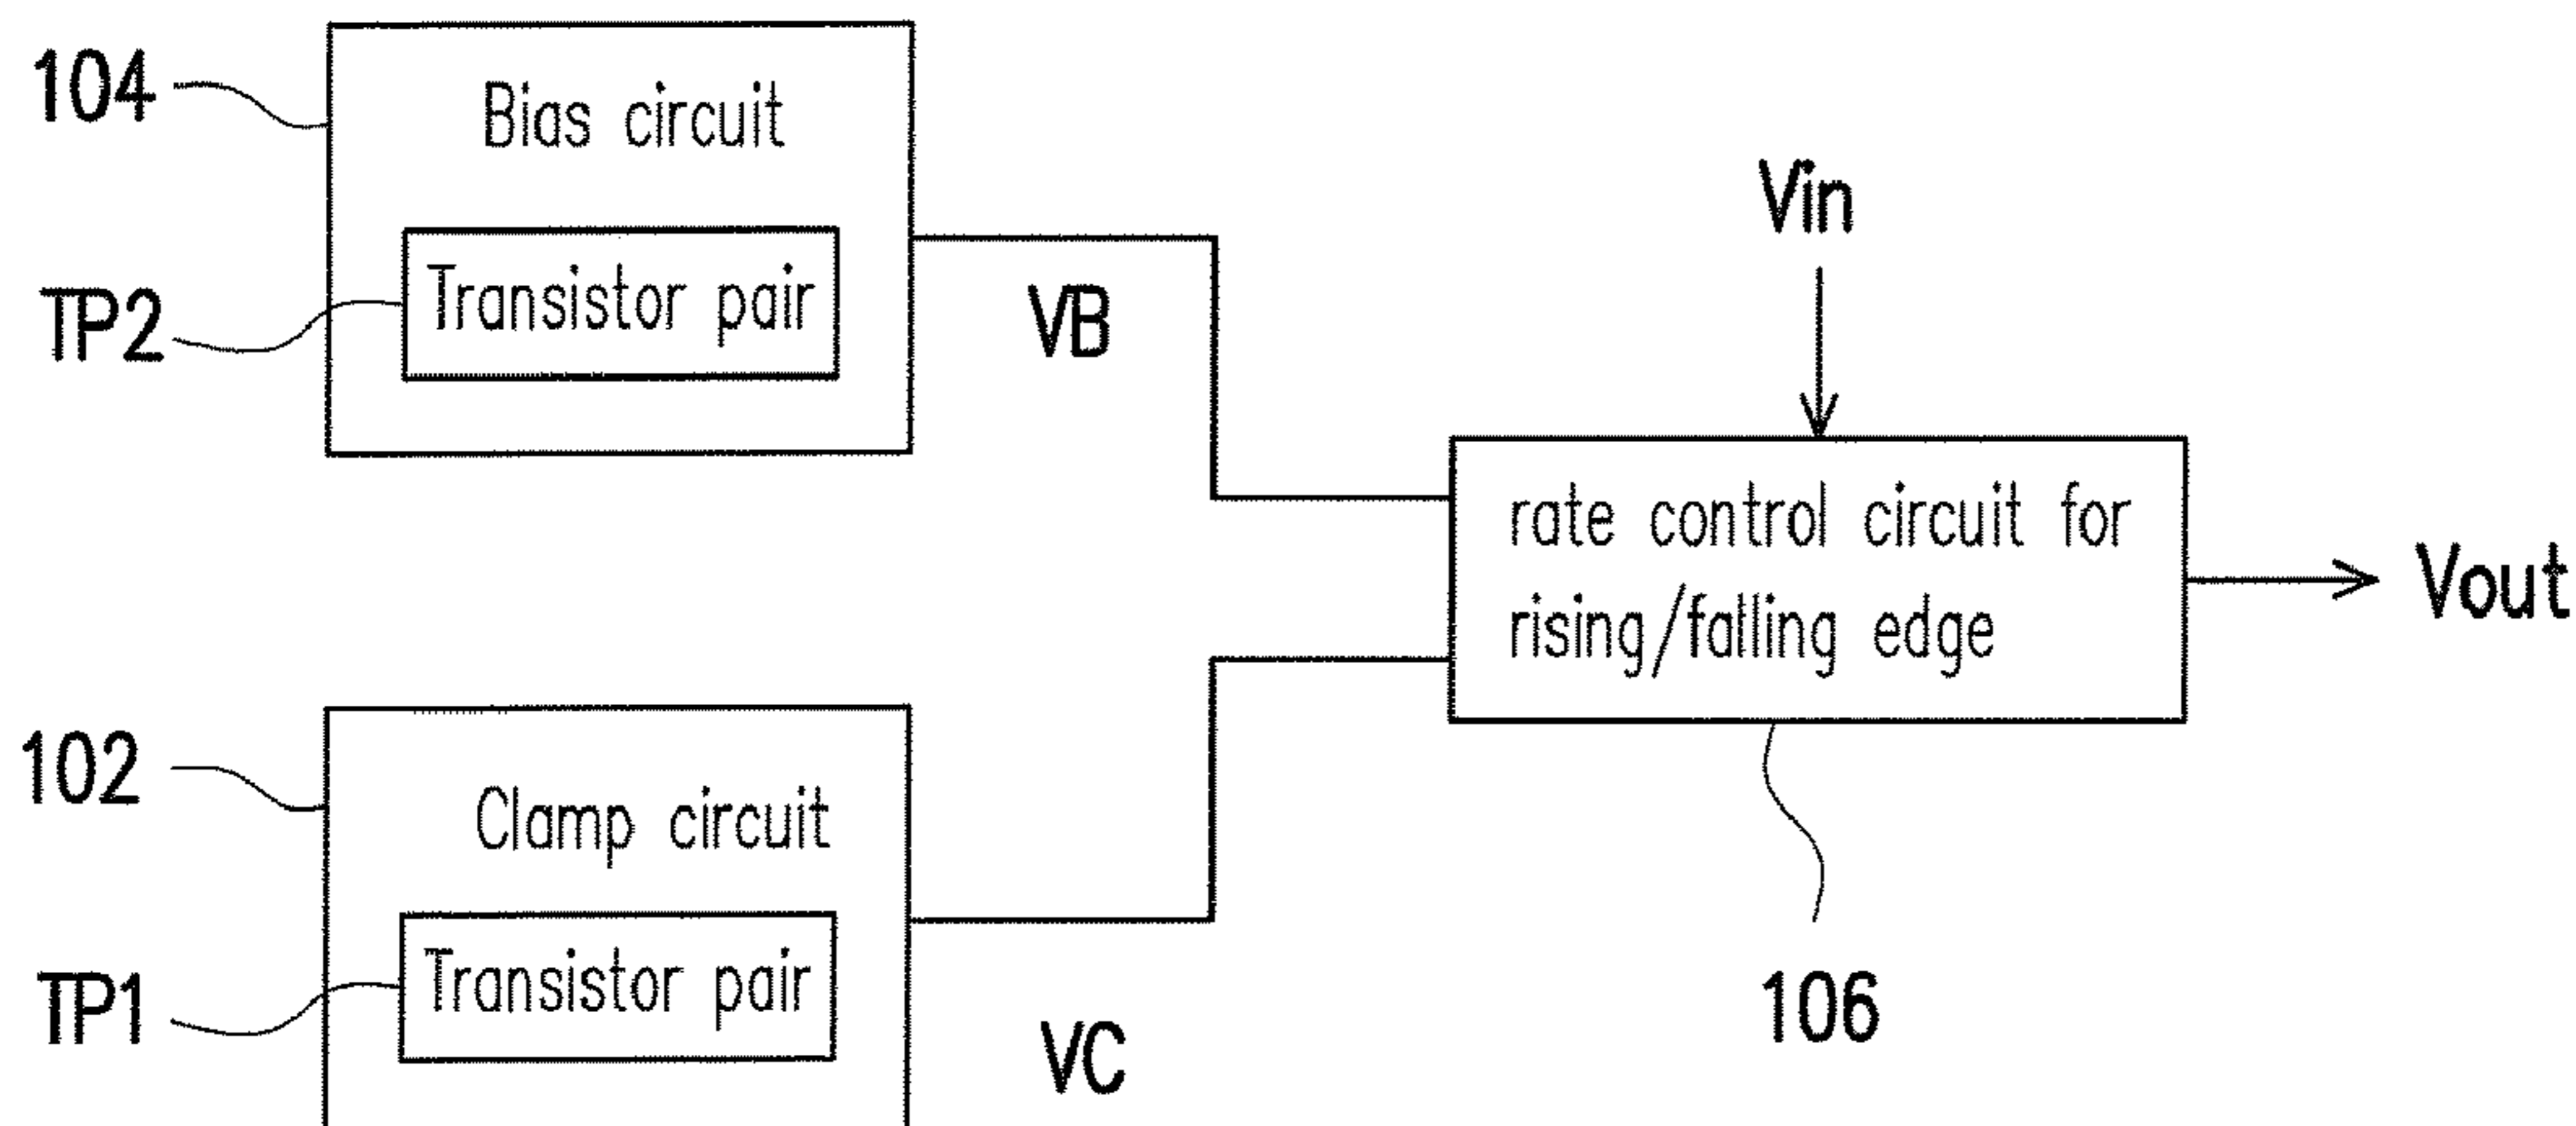 104
Bias circuit
Vin
TP2
Transistor pair
VB
rate control circuit for
rising/falling edge
Vout
102
Clamp circuit
TP1
Transistor pair
VC
106